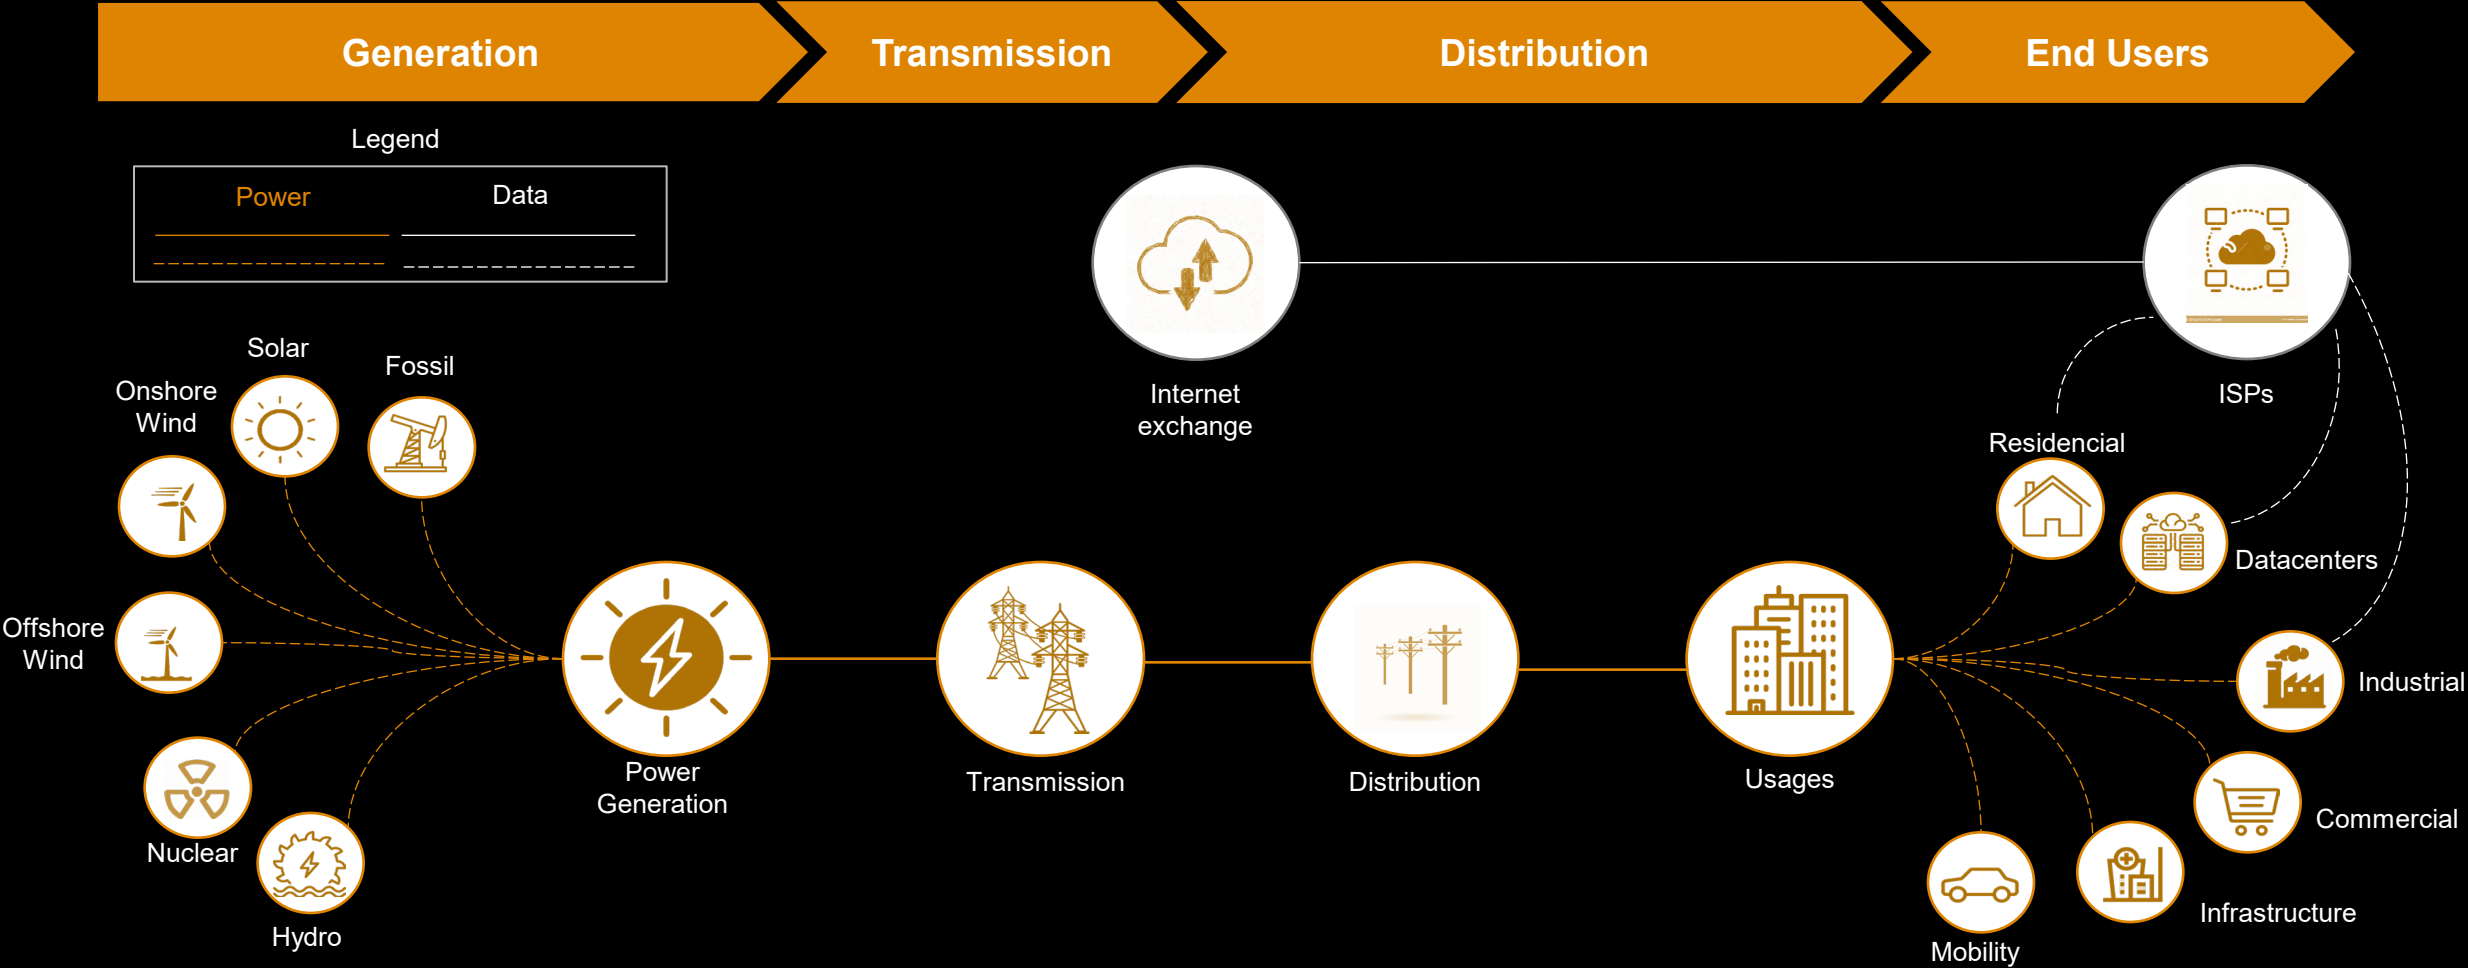 Generation
Transmission
Distribution
End Users
Legend
Power
Data
Solar
Fossil
Onshore
Wind
Offshore
Wind
Nuclear
Hydro
Power
Generation
Transmission
Distribution
Usages
Internet
exchange
ISPs
Residencial
Datacenters
Industrial
Commercial
Infrastructure
Mobility